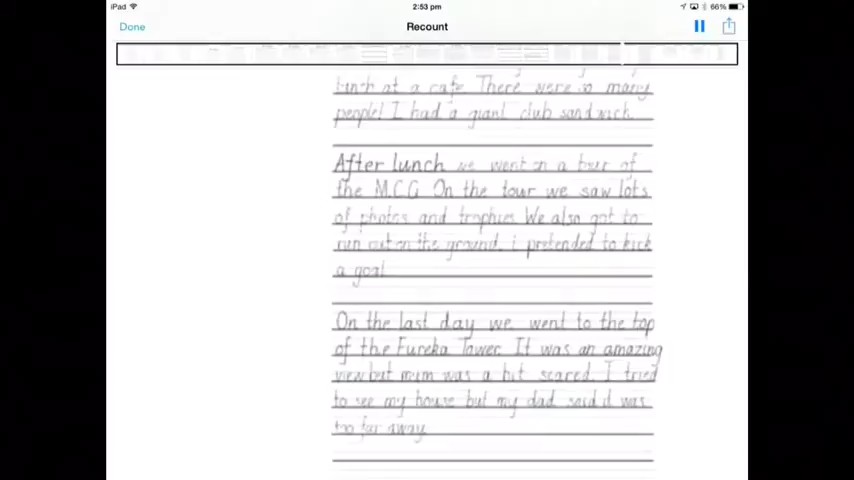 iPad
2:53 pm
66%
Done
Recount
lunch at a cafe. There were so many
people! I had a giant club sandwich.
After lunch we went on a tour of
the M.C.G. On the tour we saw lots
of photos and trophies. We also got to
run out on the ground. i pretended to kick
a goal
On the last day we went to the top
of the Eureka Tower. It was an amazing
view but mum was a bit scared. I tried
to see my house but my dad said it was
too far away.